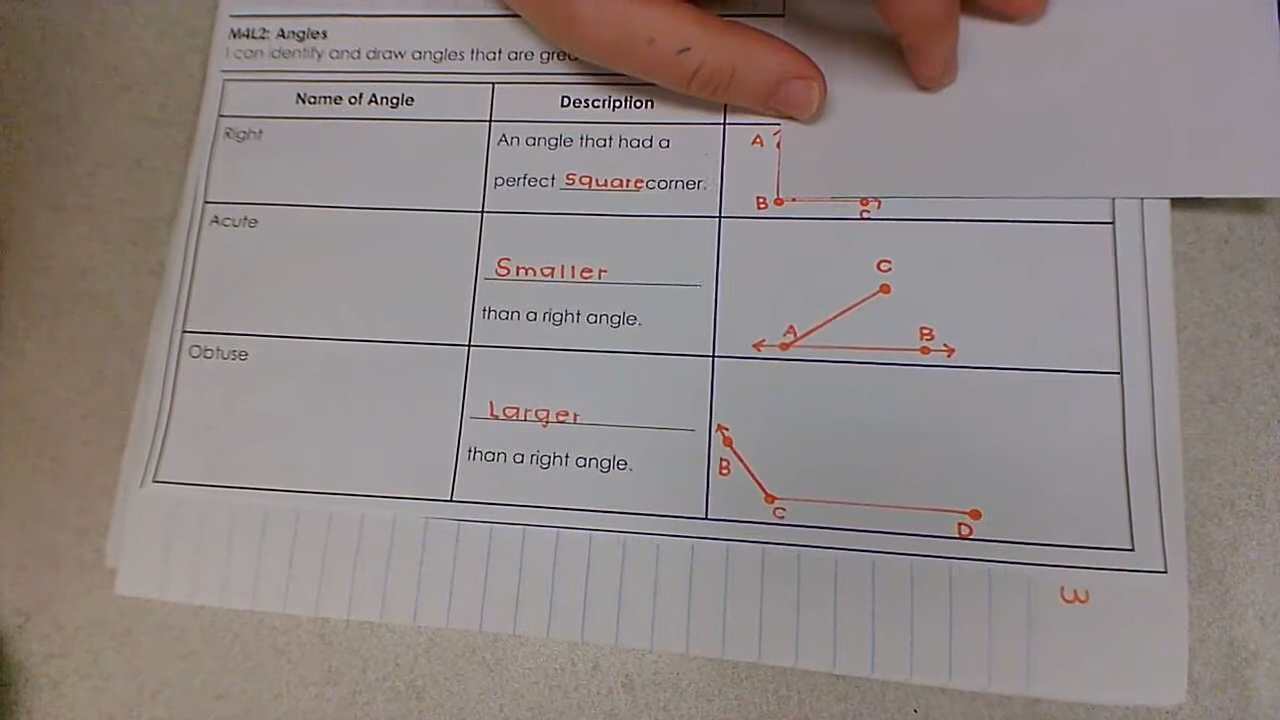 M4L2: Angles
I can identify and draw angles that are
Name of Angle
Description
Right
An angle that had a
perfect Square corner.
A
B
C
Acute
Smaller
than a right angle.
C
A
B
Obtuse
Larger
than a right angle.
B
C
D
3